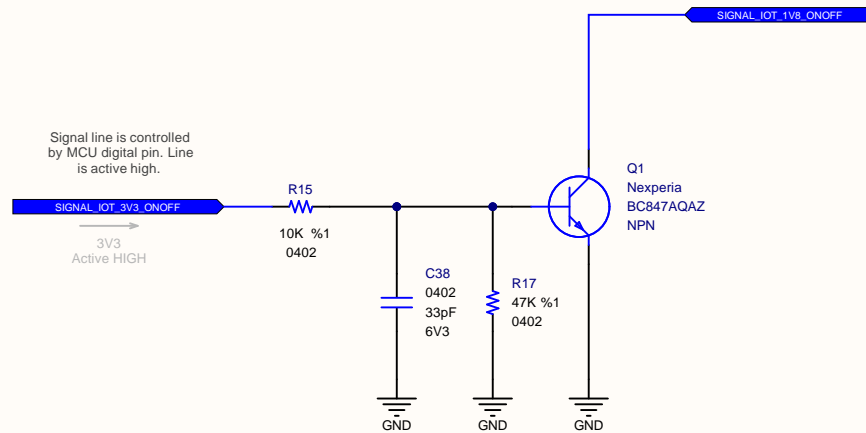 SIGNAL_IOT_1V8_ONOFF
Signal line is controlled
by MCU digital pin. Line
is active high.
SIGNAL_IOT_3V3_ONOFF
3V3
Active HIGH
R15
10K %1
0402
C38
0402
33pF
6V3
R17
47K %1
0402
Q1
Nexperia
BC847AQAZ
NPN
GND
GND
GND